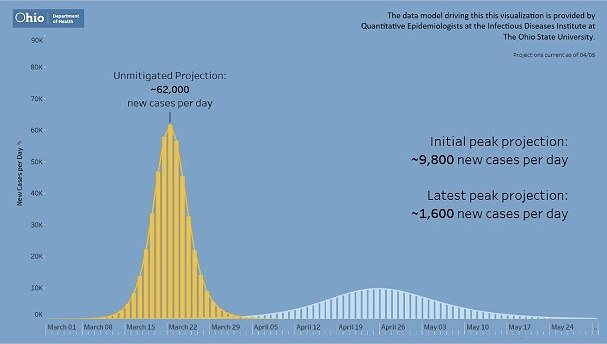 Ohio
Department
of Health
The data model driving this this visualization is provided by
Quantitative Epidemiologists at the Infectious Diseases Institute at
The Ohio State University.
Projections current as of 04/05
90K
80K
70K
60K
50K
40K
30K
20K
10K
0K
New Cases per Day
Unmitigated Projection:
~62,000
new cases per day
Initial peak projection:
~9,800 new cases per day
Latest peak projection:
~1,600 new cases per day
March 01 March 08 March 15 March 22 March 29 April 05 April 12 April 19 April 26 May 03 May 10 May 17 May 24